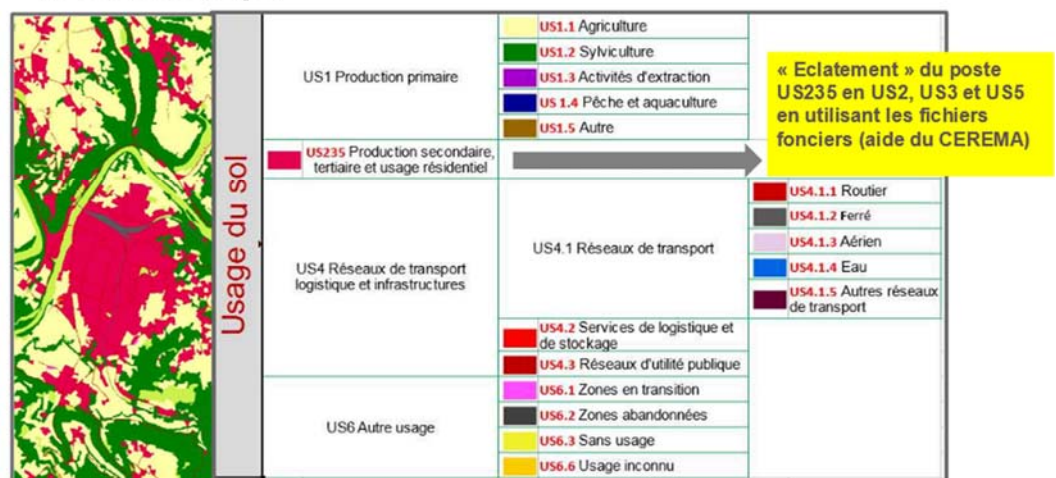 Usage du sol
US1 Production primaire
US1.1 Agriculture
US1.2 Sylviculture
US1.3 Activités d'extraction
US 1.4 Pêche et aquaculture
US1.5 Autre
« Eclatement » du poste
US235 en US2, US3 et US5
en utilisant les fichiers
fonciers (aide du CEREMA)
US235 Production secondaire,
tertiaire et usage résidentiel
US4 Réseaux de transport
logistique et infrastructures
US4.1 Réseaux de transport
US4.1.1 Routier
US4.1.2 Ferré
US4.1.3 Aérien
US4.1.4 Eau
US4.1.5 Autres réseaux
de transport
US4.2 Services de logistique et
de stockage
US4.3 Réseaux d'utilité publique
US6 Autre usage
US6.1 Zones en transition
US6.2 Zones abandonnées
US6.3 Sans usage
US6.6 Usage inconnu